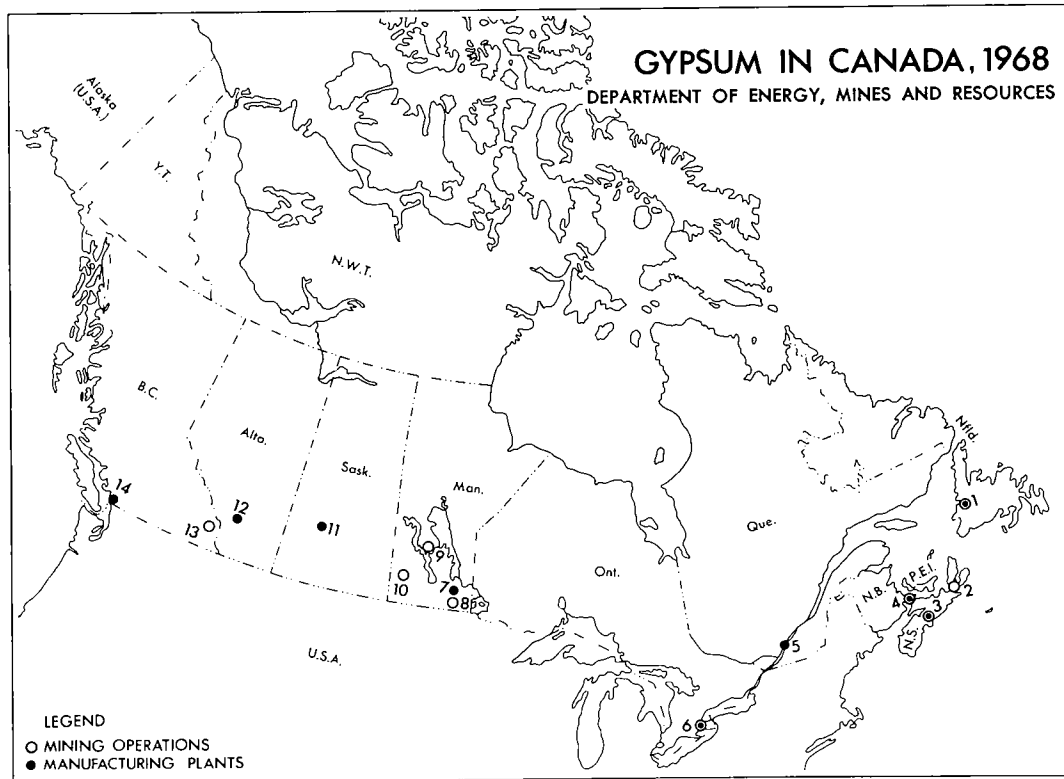 GYPSUM IN CANADA, 1968
DEPARTMENT OF ENERGY, MINES AND RESOURCES
Alaska
(U.S.A.)
Y.T.
N.W.T.
B.C.
Alta.
Sask.
Man.
Ont.
Que.
Nfld.
P.E.I.
N.B.
N.S.
U.S.A.
14
13
12
11
10
9
7
8
6
5
4
3
2
1
LEGEND
MINING OPERATIONS
MANUFACTURING PLANTS